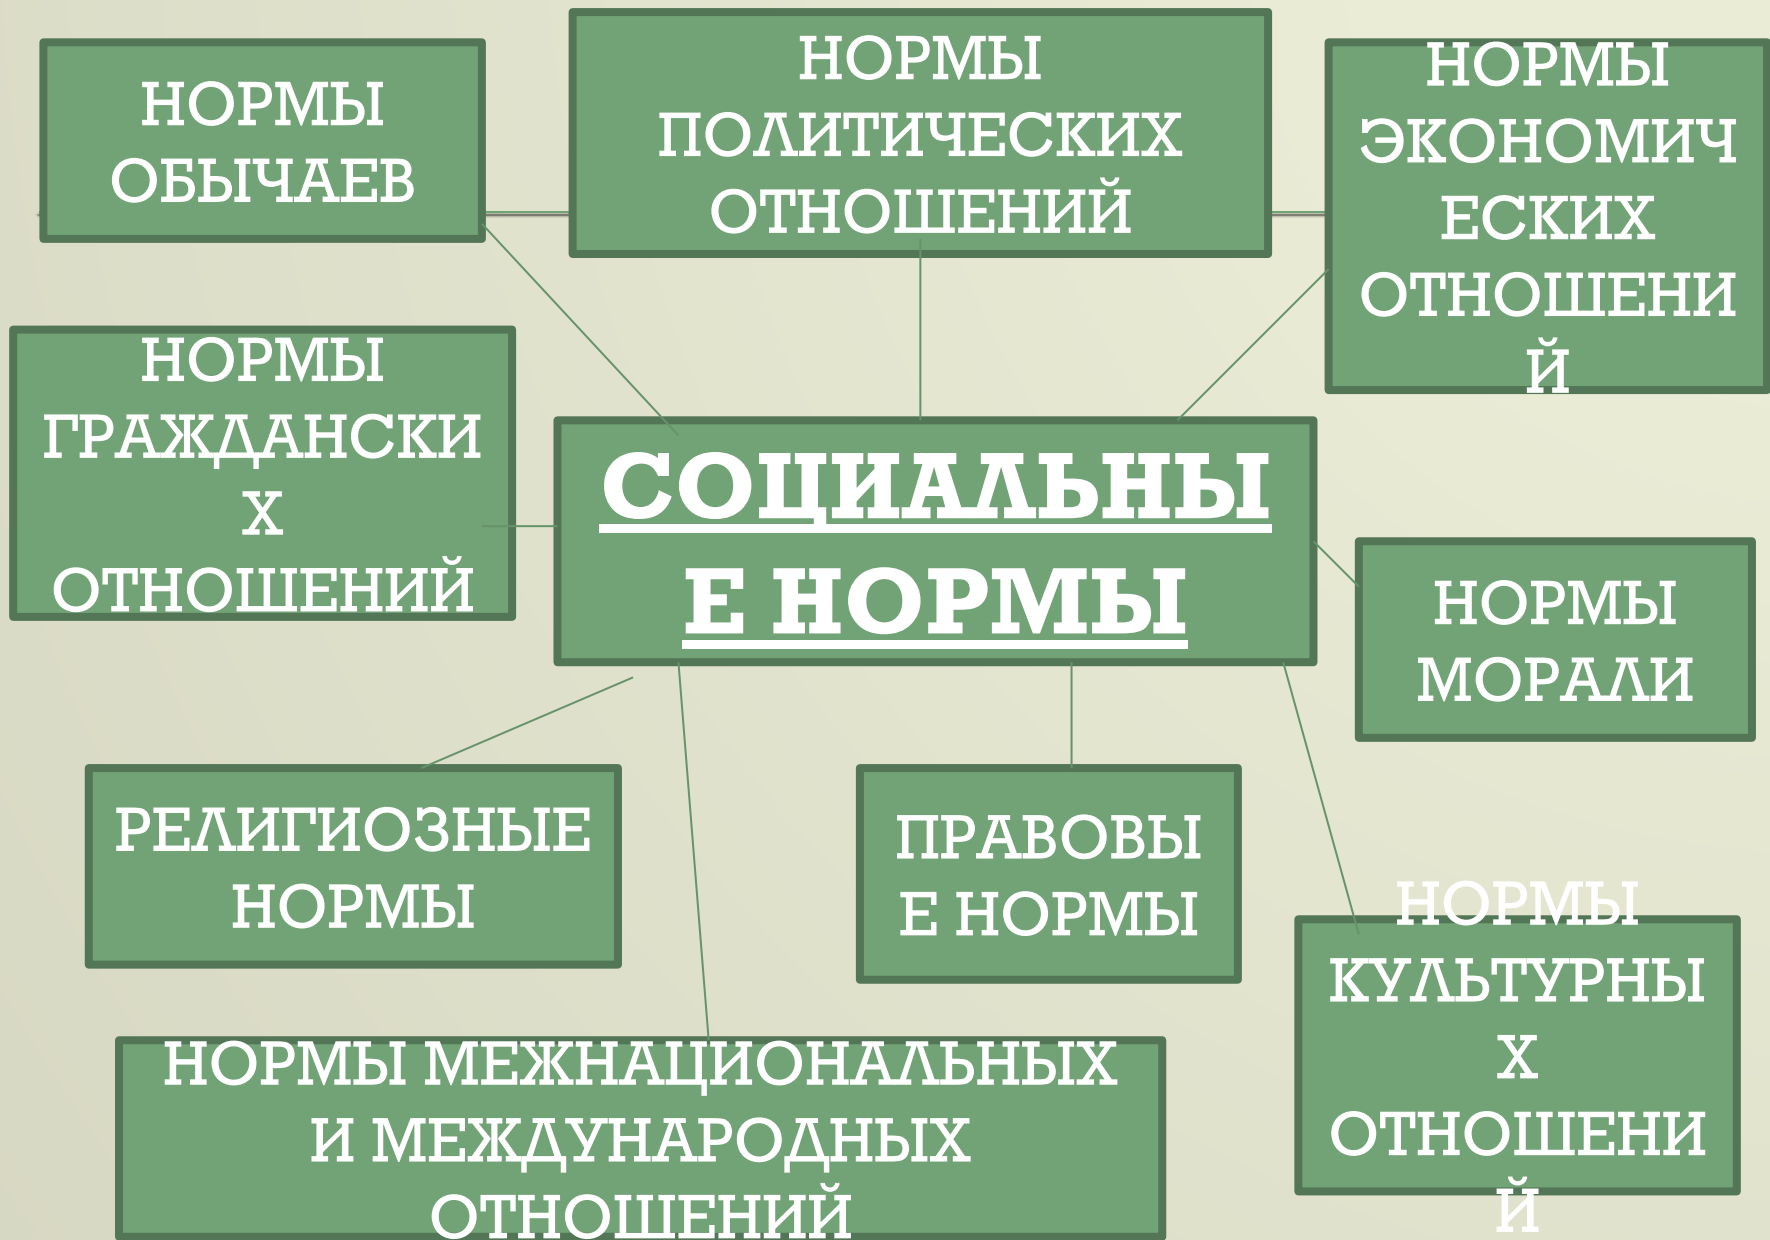 НОРМЫ
ОБЫЧАЕВ
НОРМЫ
ПОЛИТИЧЕСКИХ
ОТНОШЕНИЙ
НОРМЫ
ЭКОНОМИЧ
ЕСКИХ
ОТНОШЕНИ
Й
НОРМЫ
ГРАЖДАНСКИ
Х
ОТНОШЕНИЙ
СОЦИАЛЬНЫ
Е НОРМЫ
НОРМЫ
МОРАЛИ
РЕЛИГИОЗНЫЕ
НОРМЫ
ПРАВОВЫ
Е НОРМЫ
НОРМЫ
КУЛЬТУРНЫ
Х
ОТНОШЕНИ
Й
НОРМЫ МЕЖНАЦИОНАЛЬНЫХ
И МЕЖДУНАРОДНЫХ
ОТНОШЕНИЙ